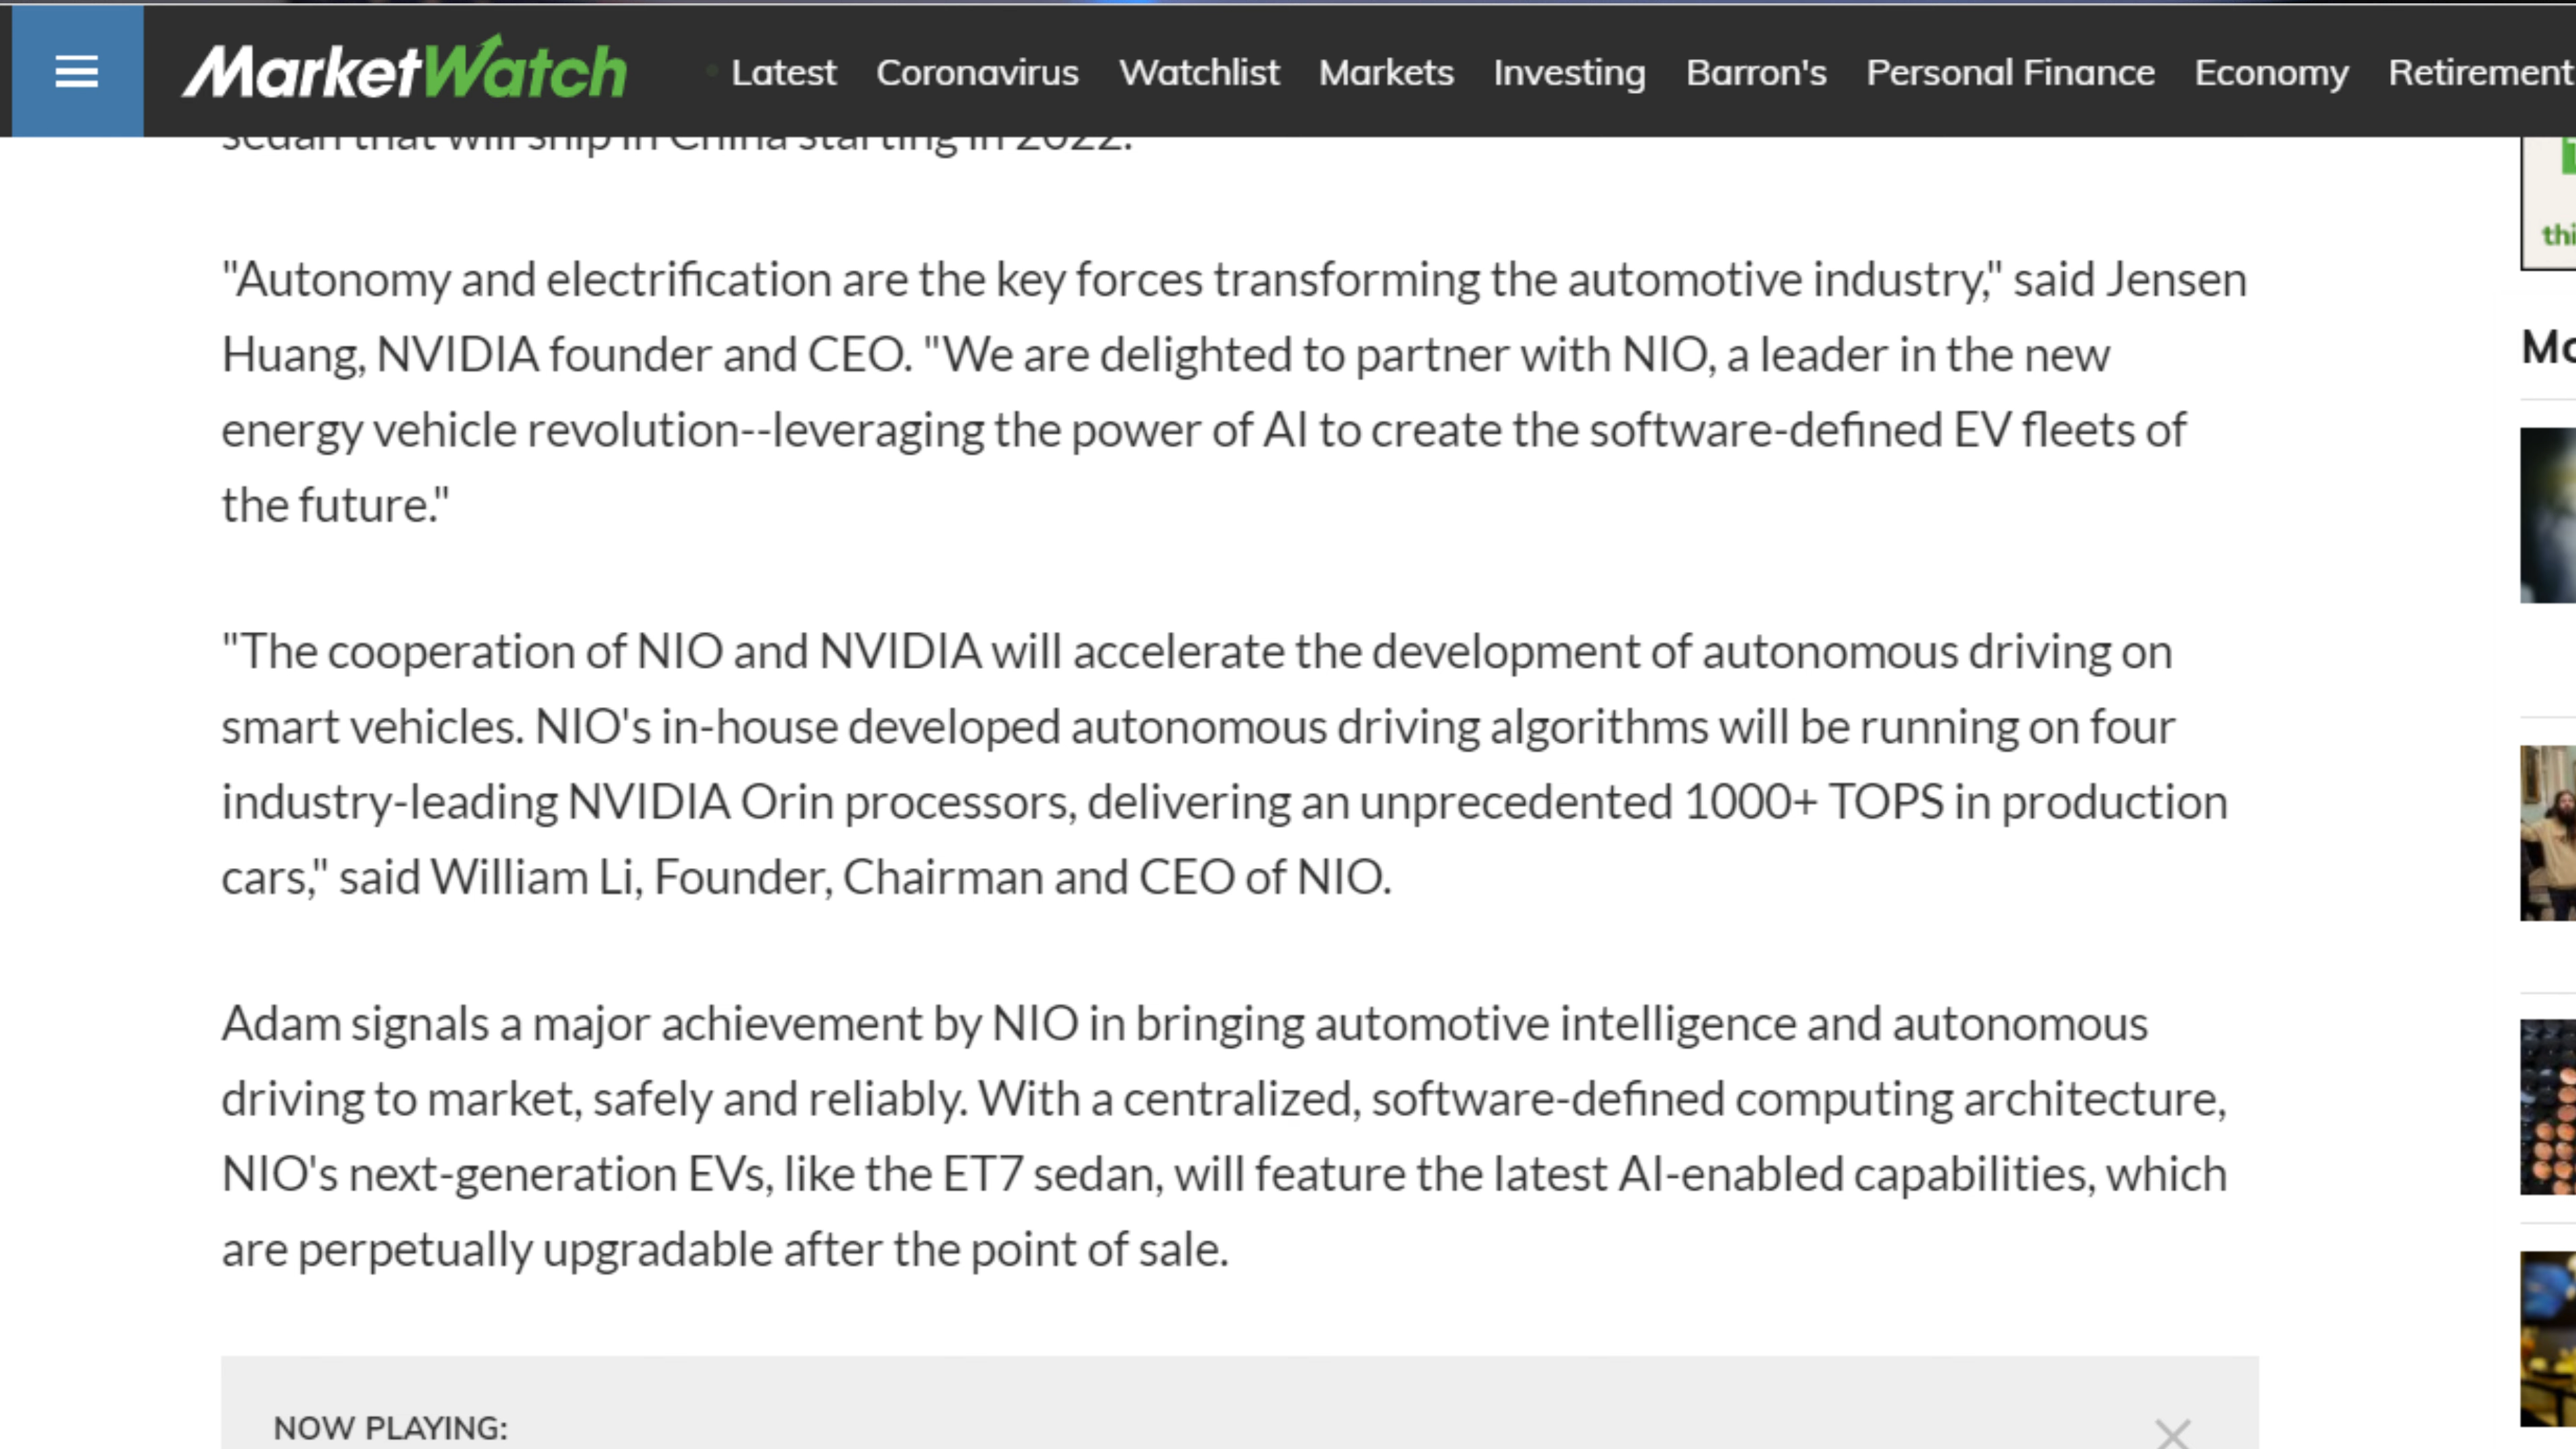 MarketWatch Latest Coronavirus Watchlist Markets Investing Barron's Personal Finance Economy Retirement
sedan that will ship in China starting in 2022.
"Autonomy and electrification are the key forces transforming the automotive industry," said Jensen
Huang, NVIDIA founder and CEO. "We are delighted to partner with NIO, a leader in the new
energy vehicle revolution--leveraging the power of AI to create the software-defined EV fleets of
the future."
"The cooperation of NIO and NVIDIA will accelerate the development of autonomous driving on
smart vehicles. NIO's in-house developed autonomous driving algorithms will be running on four
industry-leading NVIDIA Orin processors, delivering an unprecedented 1000+ TOPS in production
cars," said William Li, Founder, Chairman and CEO of NIO.
Adam signals a major achievement by NIO in bringing automotive intelligence and autonomous
driving to market, safely and reliably. With a centralized, software-defined computing architecture,
NIO's next-generation EVs, like the ET7 sedan, will feature the latest AI-enabled capabilities, which
are perpetually upgradable after the point of sale.
NOW PLAYING: